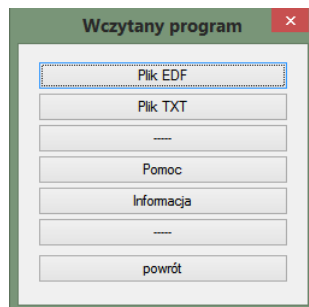 Wczytany program
Plik EDF
Plik TXT
-----
Pomoc
Informacja
-----
powrót